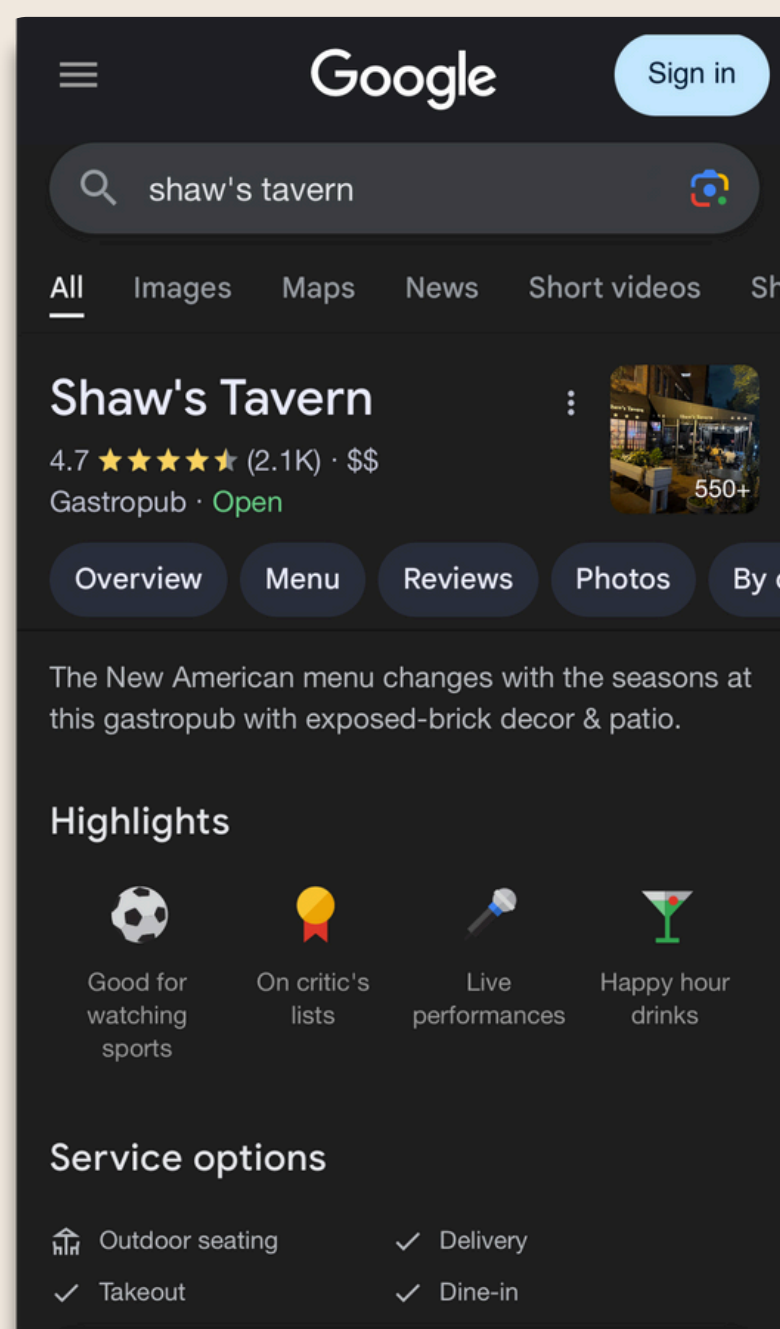 Google
Sign in
shaw's tavern
All Images Maps News Short videos Sh
Shaw's Tavern
4.7 (2.1K) · $$
Gastropub · Open
550+
Overview Menu Reviews Photos By
The New American menu changes with the seasons at
this gastropub with exposed-brick decor & patio.
Highlights
Good for
watching
sports
On critic's
lists
Live
performances
Happy hour
drinks
Service options
Outdoor seating
Delivery
Takeout
Dine-in